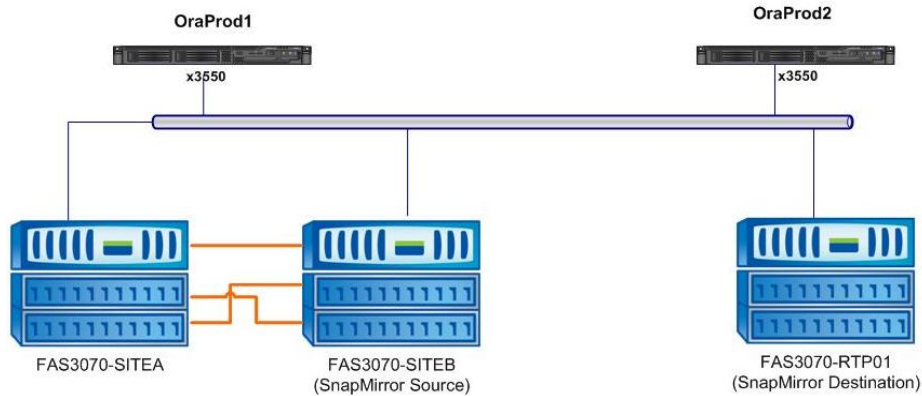 OraProd1
OraProd2
x3550
x3550
FAS3070-SITEA
FAS3070-SITEB
(SnapMirror Source)
FAS3070-RTP01
(SnapMirror Destination)